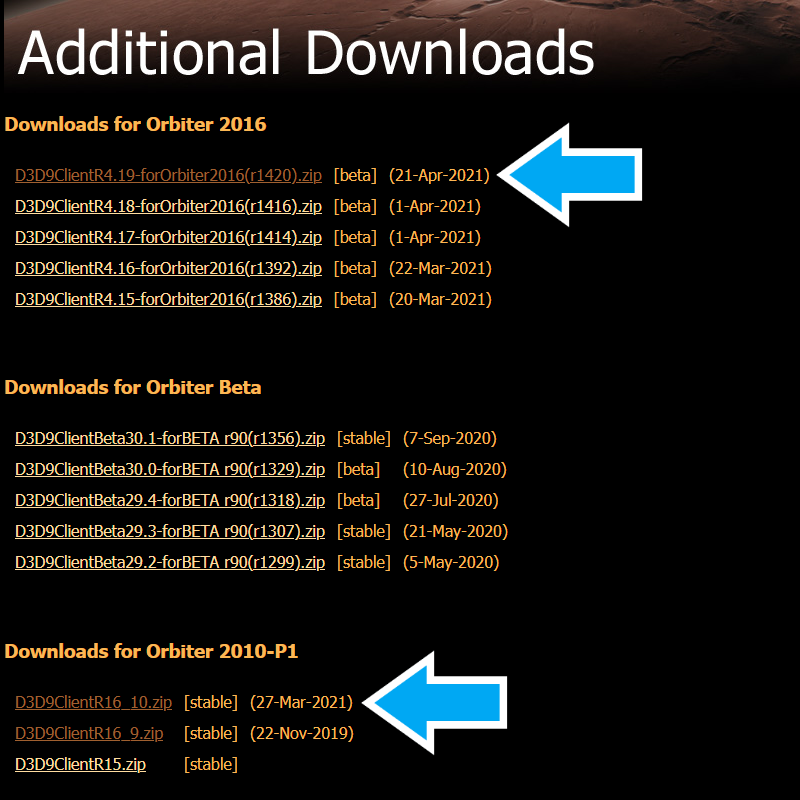 Additional Downloads
Downloads for Orbiter 2016
D3D9ClientR4.19-forOrbiter2016(r1420).zip [beta] (21-Apr-2021)
D3D9ClientR4.18-forOrbiter2016(r1416).zip [beta] (1-Apr-2021)
D3D9ClientR4.17-forOrbiter2016(r1414).zip [beta] (1-Apr-2021)
D3D9ClientR4.16-forOrbiter2016(r1392).zip [beta] (22-Mar-2021)
D3D9ClientR4.15-forOrbiter2016(r1386).zip [beta] (20-Mar-2021)
Downloads for Orbiter Beta
D3D9ClientBeta30.1-forBETA r90(r1356).zip [stable] (7-Sep-2020)
D3D9ClientBeta30.0-forBETA r90(r1329).zip [beta] (10-Aug-2020)
D3D9ClientBeta29.4-forBETA r90(r1318).zip [beta] (27-Jul-2020)
D3D9ClientBeta29.3-forBETA r90(r1307).zip [stable] (21-May-2020)
D3D9ClientBeta29.2-forBETA r90(r1299).zip [stable] (5-May-2020)
Downloads for Orbiter 2010-P1
D3D9ClientR16_10.zip [stable] (27-Mar-2021)
D3D9ClientR16_9.zip [stable] (22-Nov-2019)
D3D9ClientR15.zip [stable]